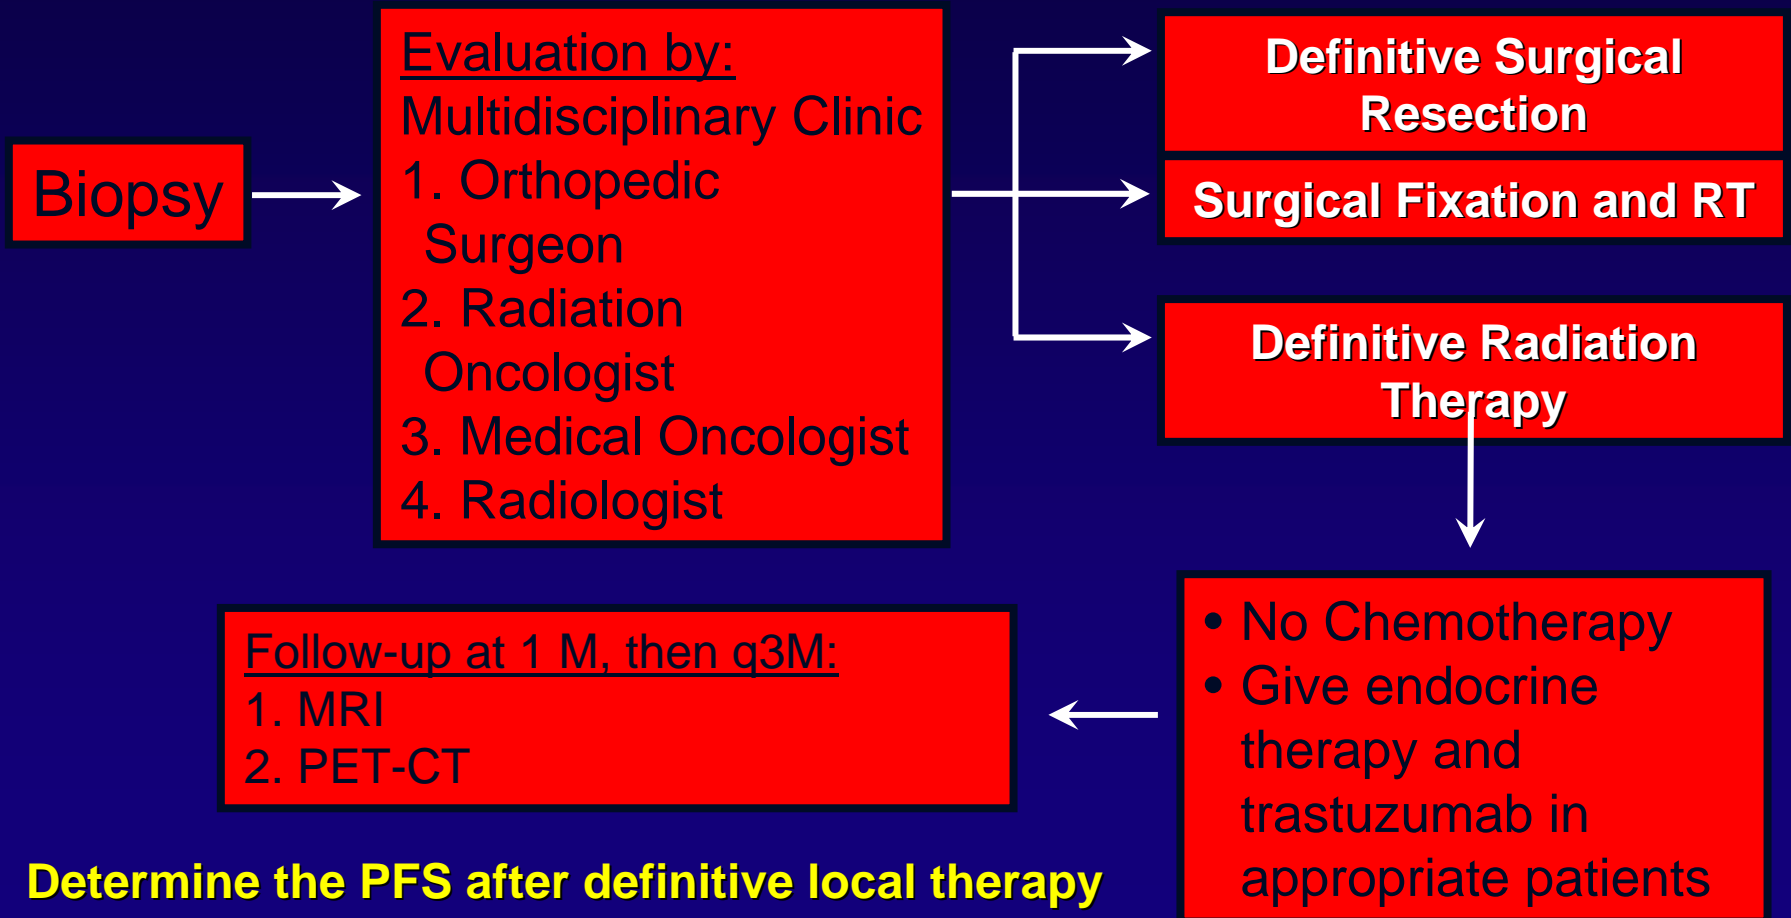 Biopsy
Evaluation by:
Multidisciplinary Clinic
1. Orthopedic
Surgeon
2. Radiation
Oncologist
3. Medical Oncologist
4. Radiologist
Definitive Surgical
Resection
Surgical Fixation and RT
Definitive Radiation
Therapy
• No Chemotherapy
• Give endocrine
therapy and
trastuzumab in
appropriate patients
Follow-up at 1 M, then q3M:
1. MRI
2. PET-CT
Determine the PFS after definitive local therapy